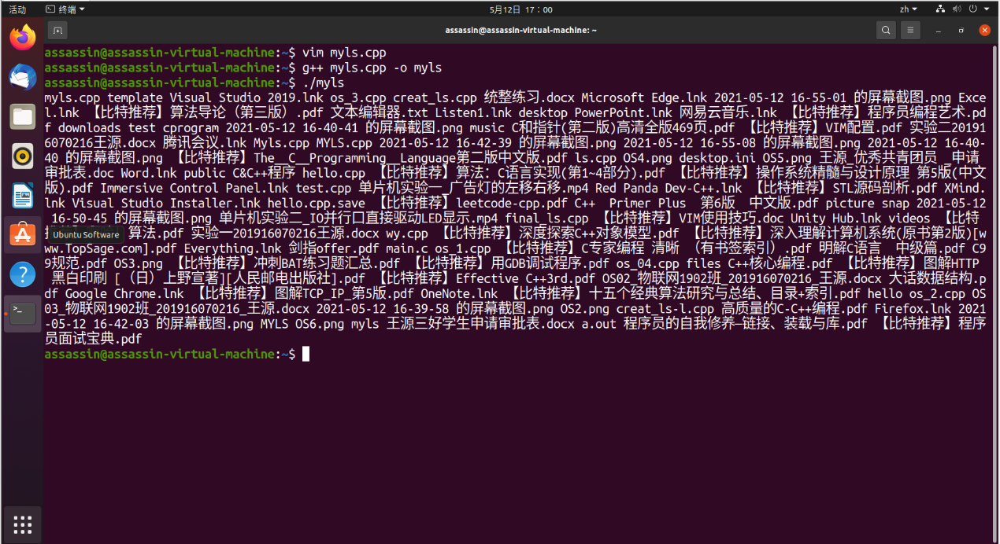 活动
终端
5月12日 17：00
zh
assassin@assassin-virtual-machine: ~
assassin@assassin-virtual-machine:~$ vim myls.cpp
assassin@assassin-virtual-machine:~$ g++ myls.cpp -o myls
assassin@assassin-virtual-machine:~$ ./myls
myls.cpp template Visual Studio 2019.lnk os_3.cpp creat_ls.cpp 统整练习.docx Microsoft Edge.lnk 2021-05-12 16-55-01 的屏幕截图.png Exce
l.lnk 【比特推荐】算法导论（第三版）.pdf 文本编辑器.txt Listen1.lnk desktop PowerPoint.lnk 网易云音乐.lnk 【比特推荐】程序员编程艺术.pd
f downloads test cprogram 2021-05-12 16-40-41 的屏幕截图.png music C和指针(第二版)高清全版469页.pdf 【比特推荐】VIM配置.pdf 实验二20191
6070216王源.docx 腾讯会议.lnk Myls.cpp MYLS.cpp 2021-05-12 16-42-39 的屏幕截图.png 2021-05-12 16-55-08 的屏幕截图.png 2021-05-12 16-40-
40 的屏幕截图.png 【比特推荐】The__C__Programming__Language第二版中文版.pdf ls.cpp OS4.png desktop.ini OS5.png 王源_优秀共青团员 _申请
审批表.doc Word.lnk public C&C++程序 hello.cpp 【比特推荐】算法：C语言实现(第1~4部分).pdf 【比特推荐】操作系统精髓与设计原理 第5版(中文
版).pdf Immersive Control Panel.lnk test.cpp 单片机实验一_广告灯的左移右移.mp4 Red Panda Dev-C++.lnk 【比特推荐】STL源码剖析.pdf XMind.
lnk Visual Studio Installer.lnk hello.cpp.save 【比特推荐】leetcode-cpp.pdf C++  Primer Plus  第6版  中文版.pdf picture snap 2021-05-12
 16-50-45 的屏幕截图.png 单片机实验二_IO并行口直接驱动LED显示.mp4 final_ls.cpp 【比特推荐】VIM使用技巧.doc Unity Hub.lnk videos 【比特
Ubuntu Software 算法.pdf 实验一201916070216王源.docx wy.cpp 【比特推荐】深度探索C++对象模型.pdf 【比特推荐】深入理解计算机系统(原书第2版)[w
ww.TopSage.com].pdf Everything.lnk 剑指offer.pdf main.c os_1.cpp 【比特推荐】C专家编程 清晰 （有书签索引）.pdf 明解C语言  中级篇.pdf C9
9规范.pdf OS3.png 【比特推荐】冲刺BAT练习题汇总.pdf 【比特推荐】用GDB调试程序.pdf os_04.cpp files C++核心编程.pdf 【比特推荐】图解HTTP
 黑白印刷 [（日）上野宣著][人民邮电出版社].pdf 【比特推荐】Effective C++3rd.pdf OS02_物联网1902班_201916070216_王源.docx 大话数据结构.p
df Google Chrome.lnk 【比特推荐】图解TCP_IP_第5版.pdf OneNote.lnk 【比特推荐】十五个经典算法研究与总结、目录+索引.pdf hello os_2.cpp OS
03_物联网1902班_201916070216_王源.docx 2021-05-12 16-39-58 的屏幕截图.png OS2.png creat_ls-l.cpp 高质量的C-C++编程.pdf Firefox.lnk 2021
-05-12 16-42-03 的屏幕截图.png MYLS OS6.png myls 王源三好学生申请审批表.docx a.out 程序员的自我修养—链接、装载与库.pdf 【比特推荐】程序
员面试宝典.pdf
assassin@assassin-virtual-machine:~$